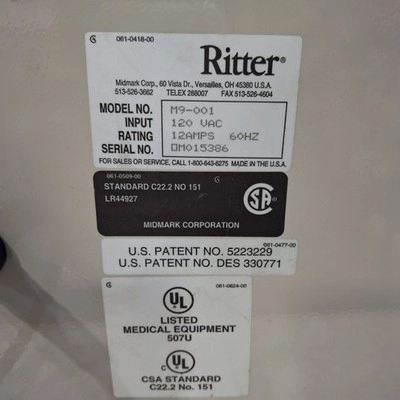 061-0418-00
Ritter®
Midmark Corp., 60 Vista Dr., Versailles, OH 45380 U.S.A.
513-526-3662 TELEX 288007 FAX 513-526-4604
MODEL NO. M9-001
INPUT 120 VAC
RATING 12AMPS 60HZ
SERIAL NO. OM015386
FOR SALES OR SERVICE, CALL 1-800-643-6275 MADE IN THE U.S.A.
061-0509-00
STANDARD C22.2 NO 151
LR44927
CSA
MIDMARK CORPORATION
061-0477-00
U.S. PATENT NO. 5223229
U.S. PATENT NO. DES 330771
061-0624-00
UL
LISTED
MEDICAL EQUIPMENT
507U
C UL
CSA STANDARD
C22.2 No. 151